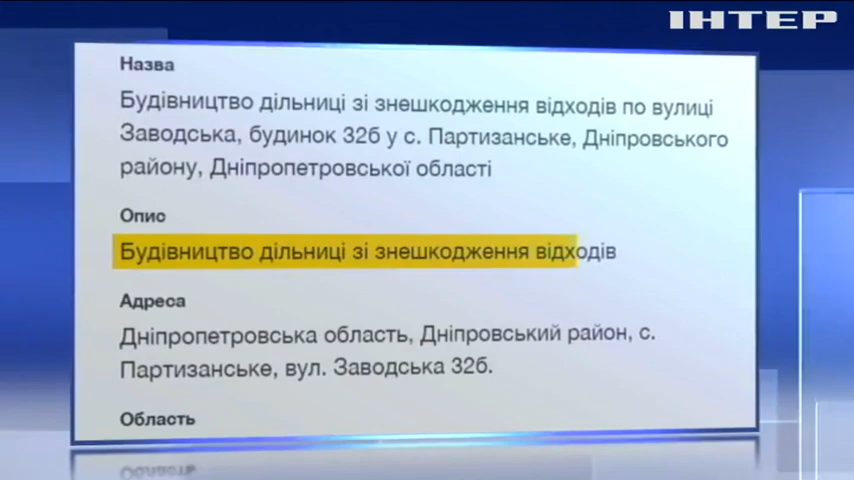 ІНТЕР
Назва
Будівництво дільниці зі знешкодження відходів по вулиці
Заводська, будинок 32б у с. Партизанське, Дніпровського
району, Дніпропетровської області
Опис
Будівництво дільниці зі знешкодження відходів
Адреса
Дніпропетровська область, Дніпровський район, с.
Партизанське, вул. Заводська 32б.
Область